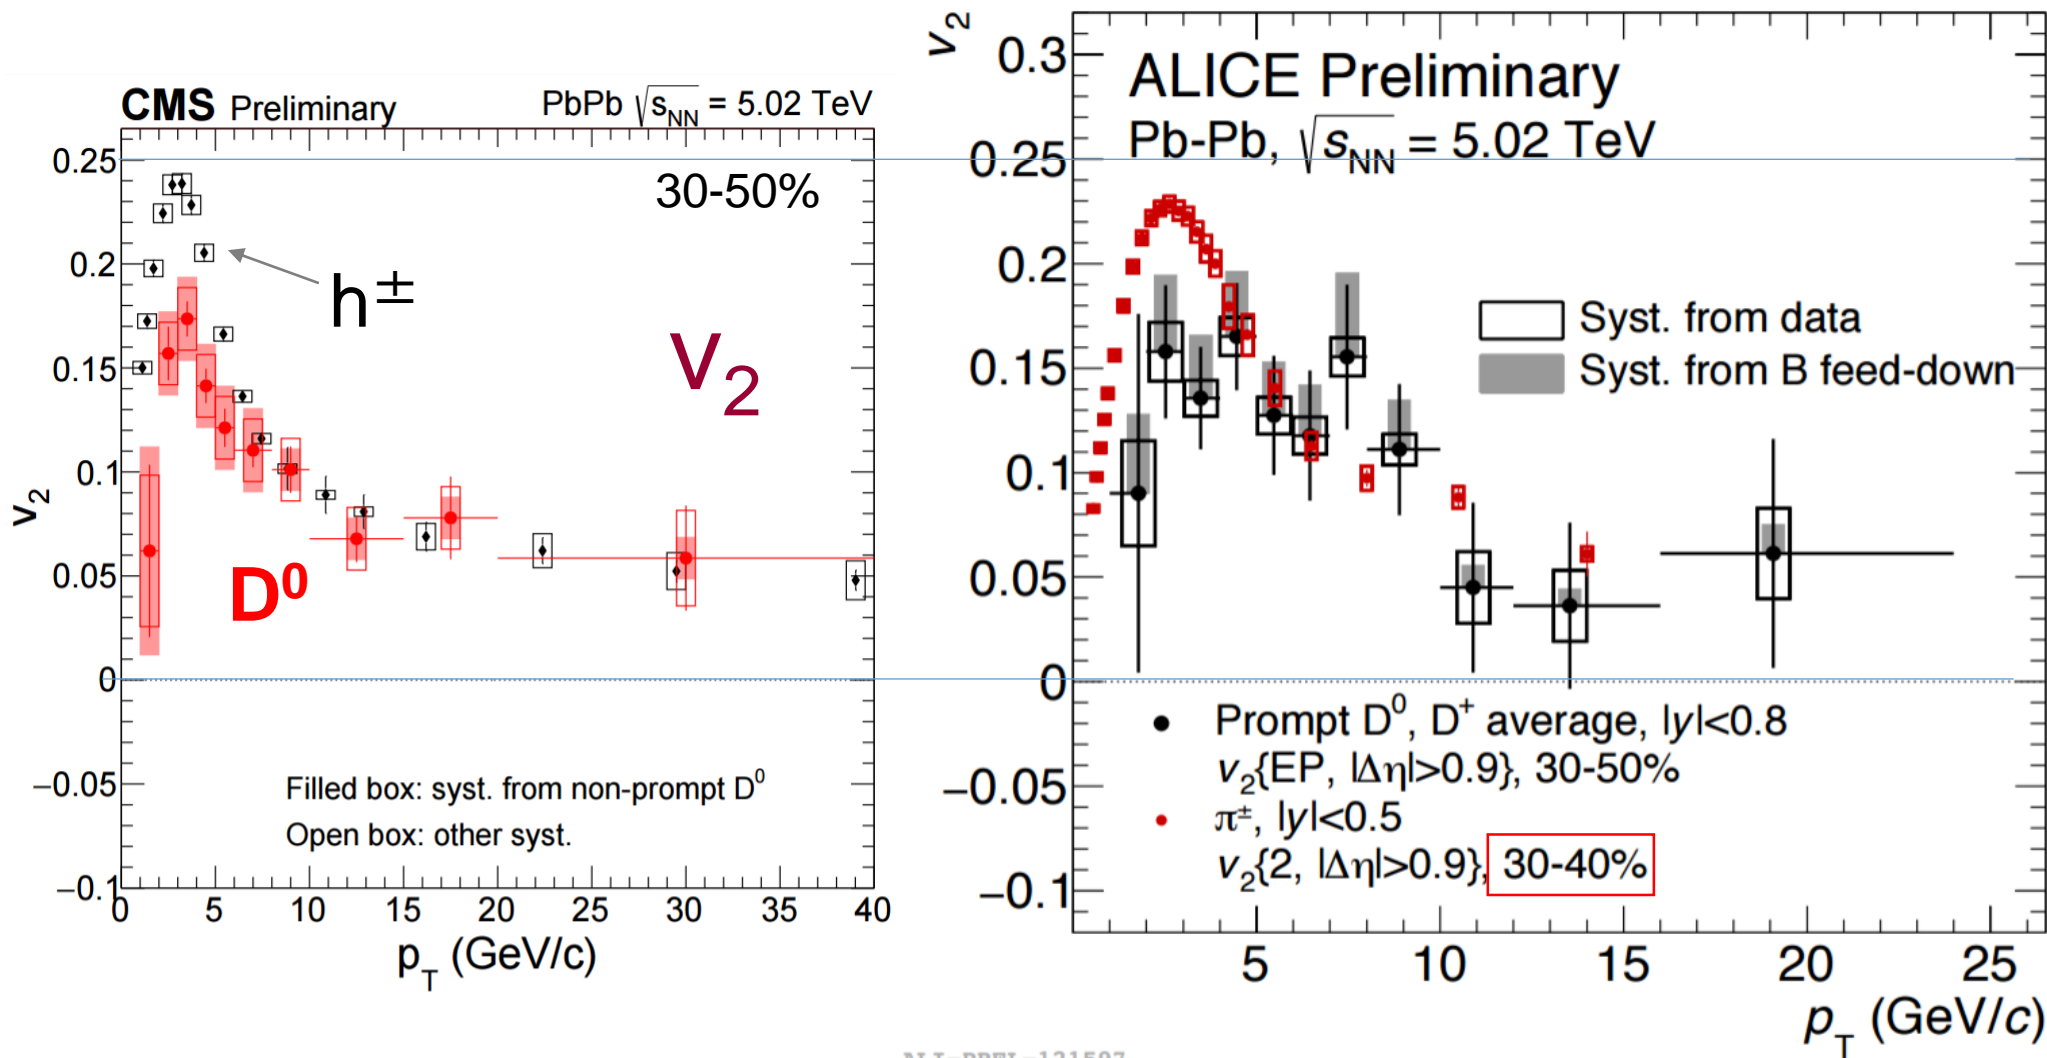 CMS Preliminary PbPb √sNN = 5.02 TeV
30-50%
h±
v2
D0
Filled box: syst. from non-prompt D0
Open box: other syst.
v2
0.25
0.2
0.15
0.1
0.05
0
−0.05
−0.1
0 5 10 15 20 25 30 35 40
pT (GeV/c)
v2
ALICE Preliminary
Pb-Pb, √sNN = 5.02 TeV
Syst. from data
Syst. from B feed-down
Prompt D0, D+ average, |y|<0.8
v2{EP, |Δη|>0.9}, 30-50%
π±, |y|<0.5
v2{2, |Δη|>0.9}, 30-40%
0.3
0.25
0.2
0.15
0.1
0.05
0
−0.05
−0.1
5 10 15 20 25
pT (GeV/c)